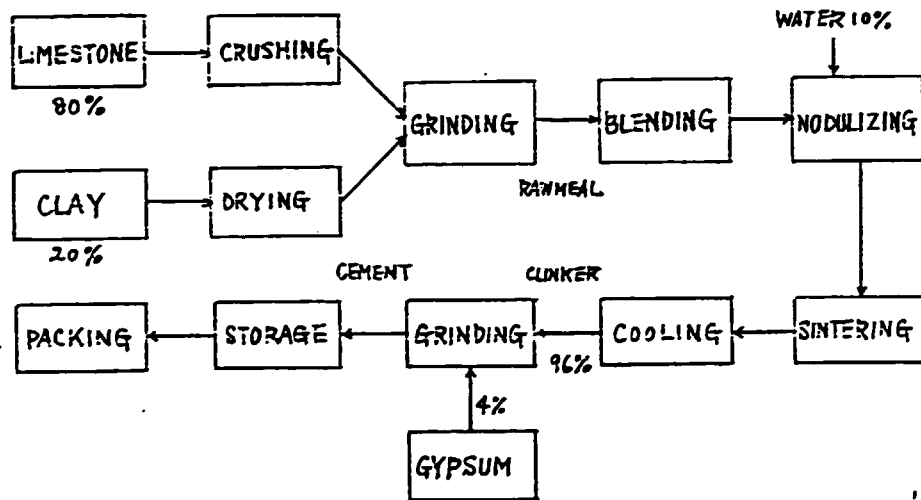 WATER 10%
LIMESTONE
CRUSHING
80%
GRINDING
BLENDING
NODULIZING
RAWMEAL
CLAY
DRYING
20%
CEMENT
CLINKER
PACKING
STORAGE
GRINDING
COOLING
SINTERING
96%
4%
GYPSUM